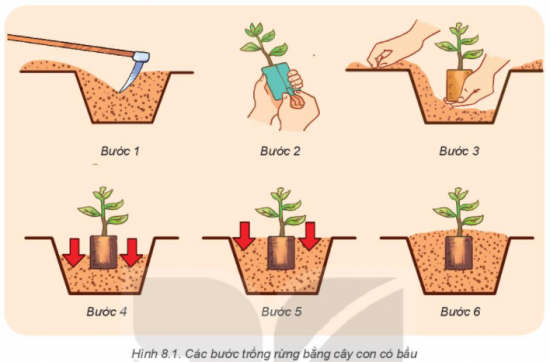 Bước 1
Bước 2
Bước 3
Bước 4
Bước 5
Bước 6
Hình 8.1. Các bước trồng rừng bằng cây con có bầu